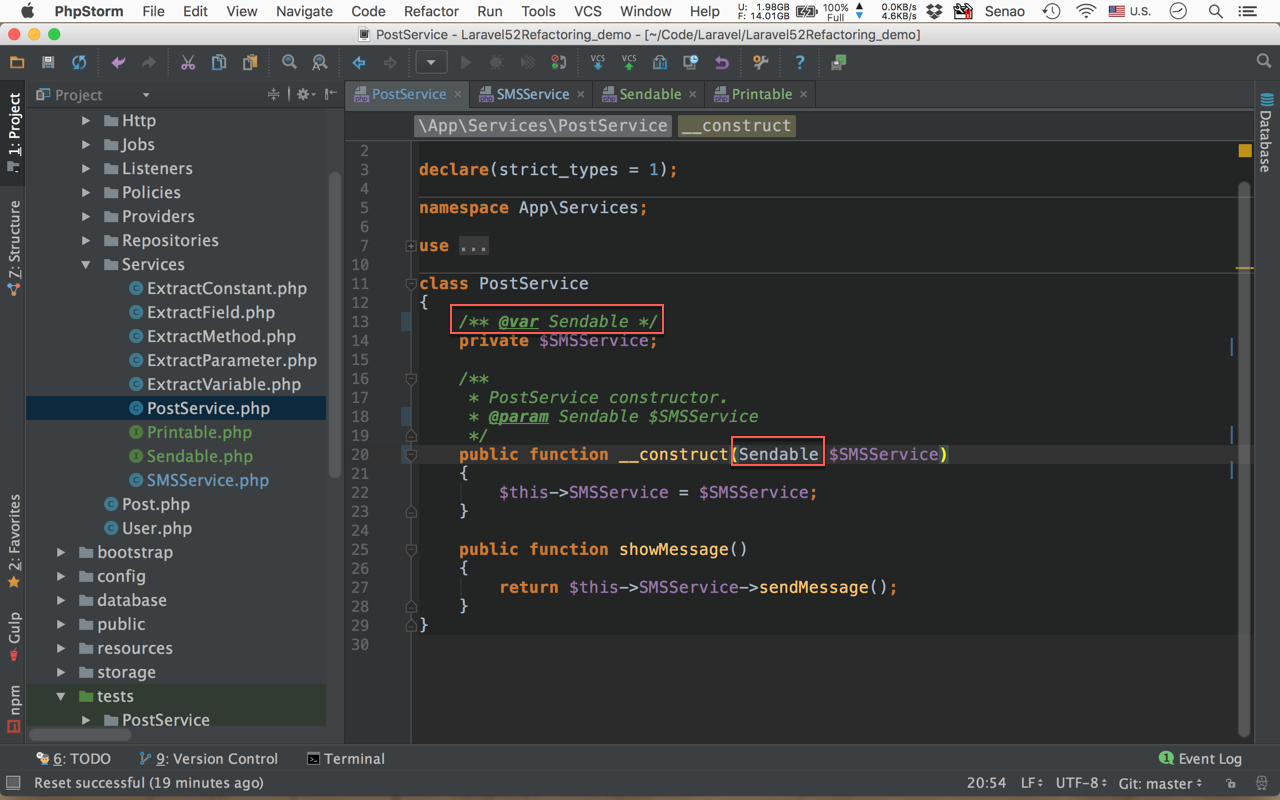 PhpStorm File Edit View Navigate Code Refactor Run Tools VCS Window Help U: 1.98GB F: 14.01GB 100% Full 0.0KB/s 4.6KB/s Senao U.S.
PostService - Laravel52Refactoring_demo - [~/Code/Laravel/Laravel52Refactoring_demo]
VCS VCS
Project
PostService SMSService Sendable Printable
\App\Services\PostService __construct
1: Project
7: Structure
2: Favorites
Gulp
npm
Database
Http
Jobs
Listeners
Policies
Providers
Repositories
Services
ExtractConstant.php
ExtractField.php
ExtractMethod.php
ExtractParameter.php
ExtractVariable.php
PostService.php
Printable.php
Sendable.php
SMSService.php
Post.php
User.php
bootstrap
config
database
public
resources
storage
tests
PostService
2
3 declare(strict_types = 1);
4
5 namespace App\Services;
6
7 use ...
10
11 class PostService
12 {
13 /** @var Sendable */
14 private $SMSService;
15
16 /**
17 * PostService constructor.
18 * @param Sendable $SMSService
19 */
20 public function __construct(Sendable $SMSService)
21 {
22 $this->SMSService = $SMSService;
23 }
24
25 public function showMessage()
26 {
27 return $this->SMSService->sendMessage();
28 }
29 }
30
6: TODO 9: Version Control Terminal 1 Event Log
Reset successful (19 minutes ago) 20:54 LF UTF-8 Git: master